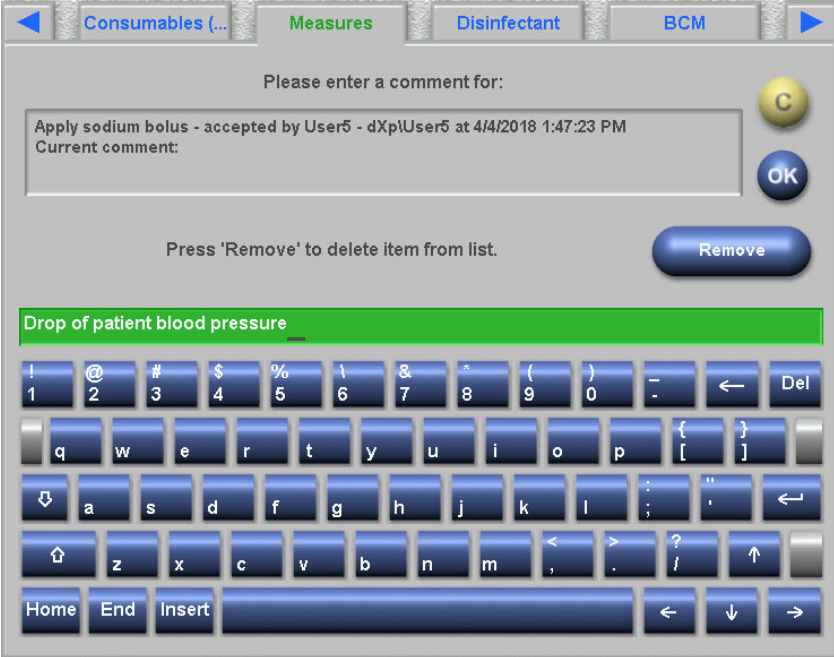 Consumables (...
Measures
Disinfectant
BCM
Please enter a comment for:
C
Apply sodium bolus - accepted by User5 - dXp\User5 at 4/4/2018 1:47:23 PM
Current comment:
OK
Press 'Remove' to delete item from list.
Remove
Drop of patient blood pressure_
! @ # $ % \ & * ( ) _
1 2 3 4 5 6 7 8 9 0 - ← Del
{ }
q w e r t y u i o p [ ]
: "
⇩ a s d f g h j k l ; ' ↵
< > ?
⇧ z x c v b n m , . / ↑
Home End Insert ← ↓ →